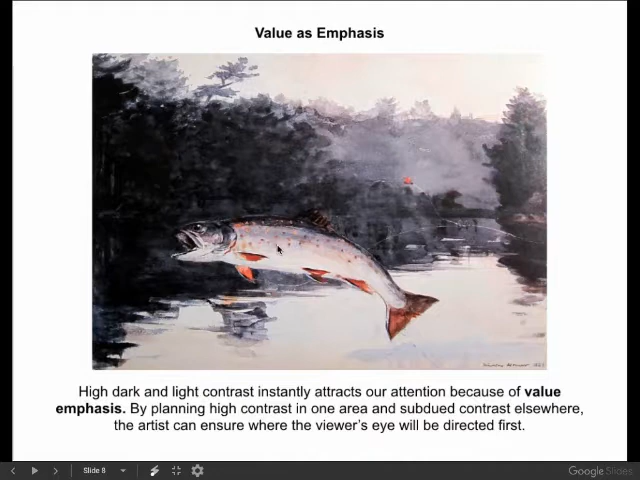 Value as Emphasis
High dark and light contrast instantly attracts our attention because of value
emphasis. By planning high contrast in one area and subdued contrast elsewhere,
the artist can ensure where the viewer's eye will be directed first.
Slide 8
Google Slides